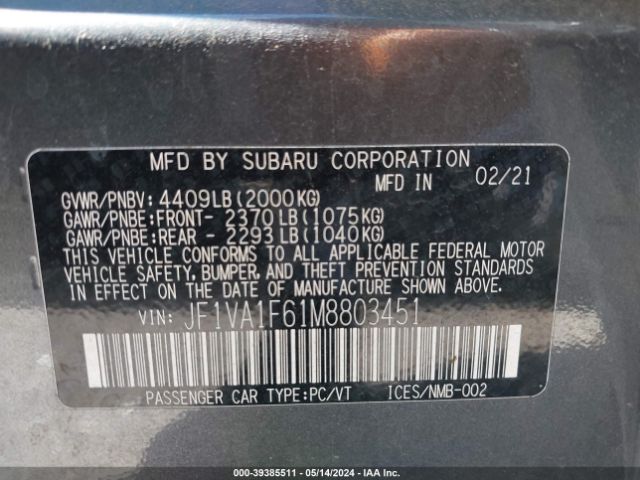 MFD BY SUBARU CORPORATION
MFD IN 02/21
GVWR/PNBV: 4409LB(2000KG)
GAWR/PNBE:FRONT- 2370LB(1075KG)
GAWR/PNBE:REAR - 2293LB(1040KG)
THIS VEHICLE CONFORMS TO ALL APPLICABLE FEDERAL MOTOR
VEHICLE SAFETY, BUMPER, AND THEFT PREVENTION STANDARDS
IN EFFECT ON THE DATE OF MANUFACTURE SHOWN ABOVE.
VIN: JF1VA1F61M8803451
PASSENGER CAR TYPE:PC/VT ICES/NMB-002
000-39385511 - 05/14/2024 - IAA Inc.